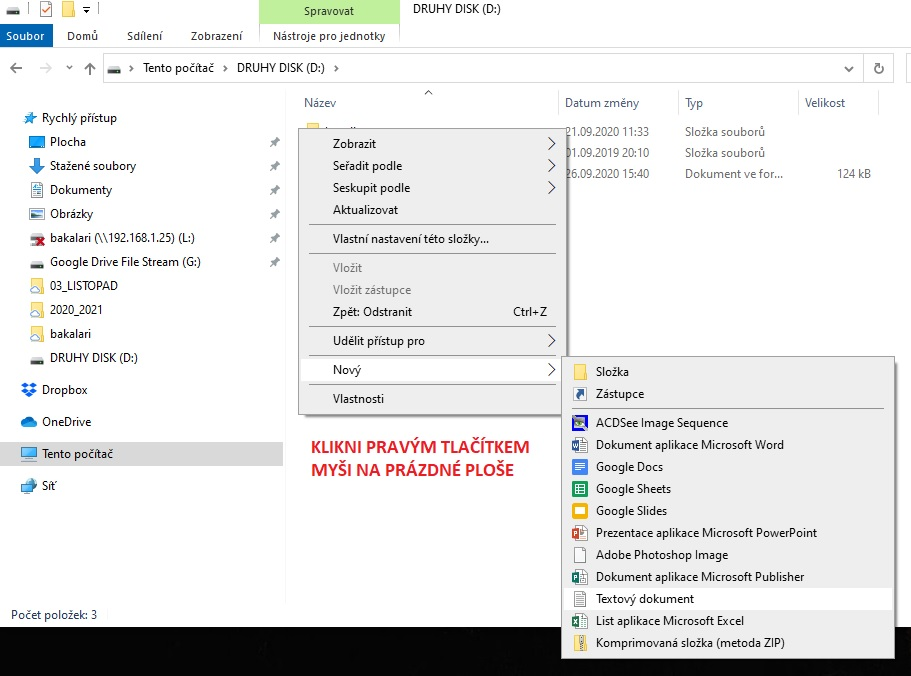 Spravovat
DRUHY DISK (D:)
Soubor
Domů
Sdílení
Zobrazení
Nástroje pro jednotky
Tento počítač
DRUHY DISK (D:)
Název
Datum změny
Typ
Velikost
21.09.2020 11:33
Složka souborů
01.09.2019 20:10
Složka souborů
26.09.2020 15:40
Dokument ve for...
124 kB
Rychlý přístup
Plocha
Stažené soubory
Dokumenty
Obrázky
bakalari (\\192.168.1.25) (L:)
Google Drive File Stream (G:)
03_LISTOPAD
2020_2021
bakalari
DRUHY DISK (D:)
Dropbox
OneDrive
Tento počítač
Síť
Zobrazit
Seřadit podle
Seskupit podle
Aktualizovat
Vlastní nastavení této složky...
Vložit
Vložit zástupce
Zpět: Odstranit Ctrl+Z
Udělit přístup pro
Nový
Vlastnosti
KLIKNI PRAVÝM TLAČÍTKEM
MYŠI NA PRÁZDNÉ PLOŠE
Složka
Zástupce
ACDSee Image Sequence
Dokument aplikace Microsoft Word
Google Docs
Google Sheets
Google Slides
Prezentace aplikace Microsoft PowerPoint
Adobe Photoshop Image
Dokument aplikace Microsoft Publisher
Textový dokument
List aplikace Microsoft Excel
Komprimovaná složka (metoda ZIP)
Počet položek: 3